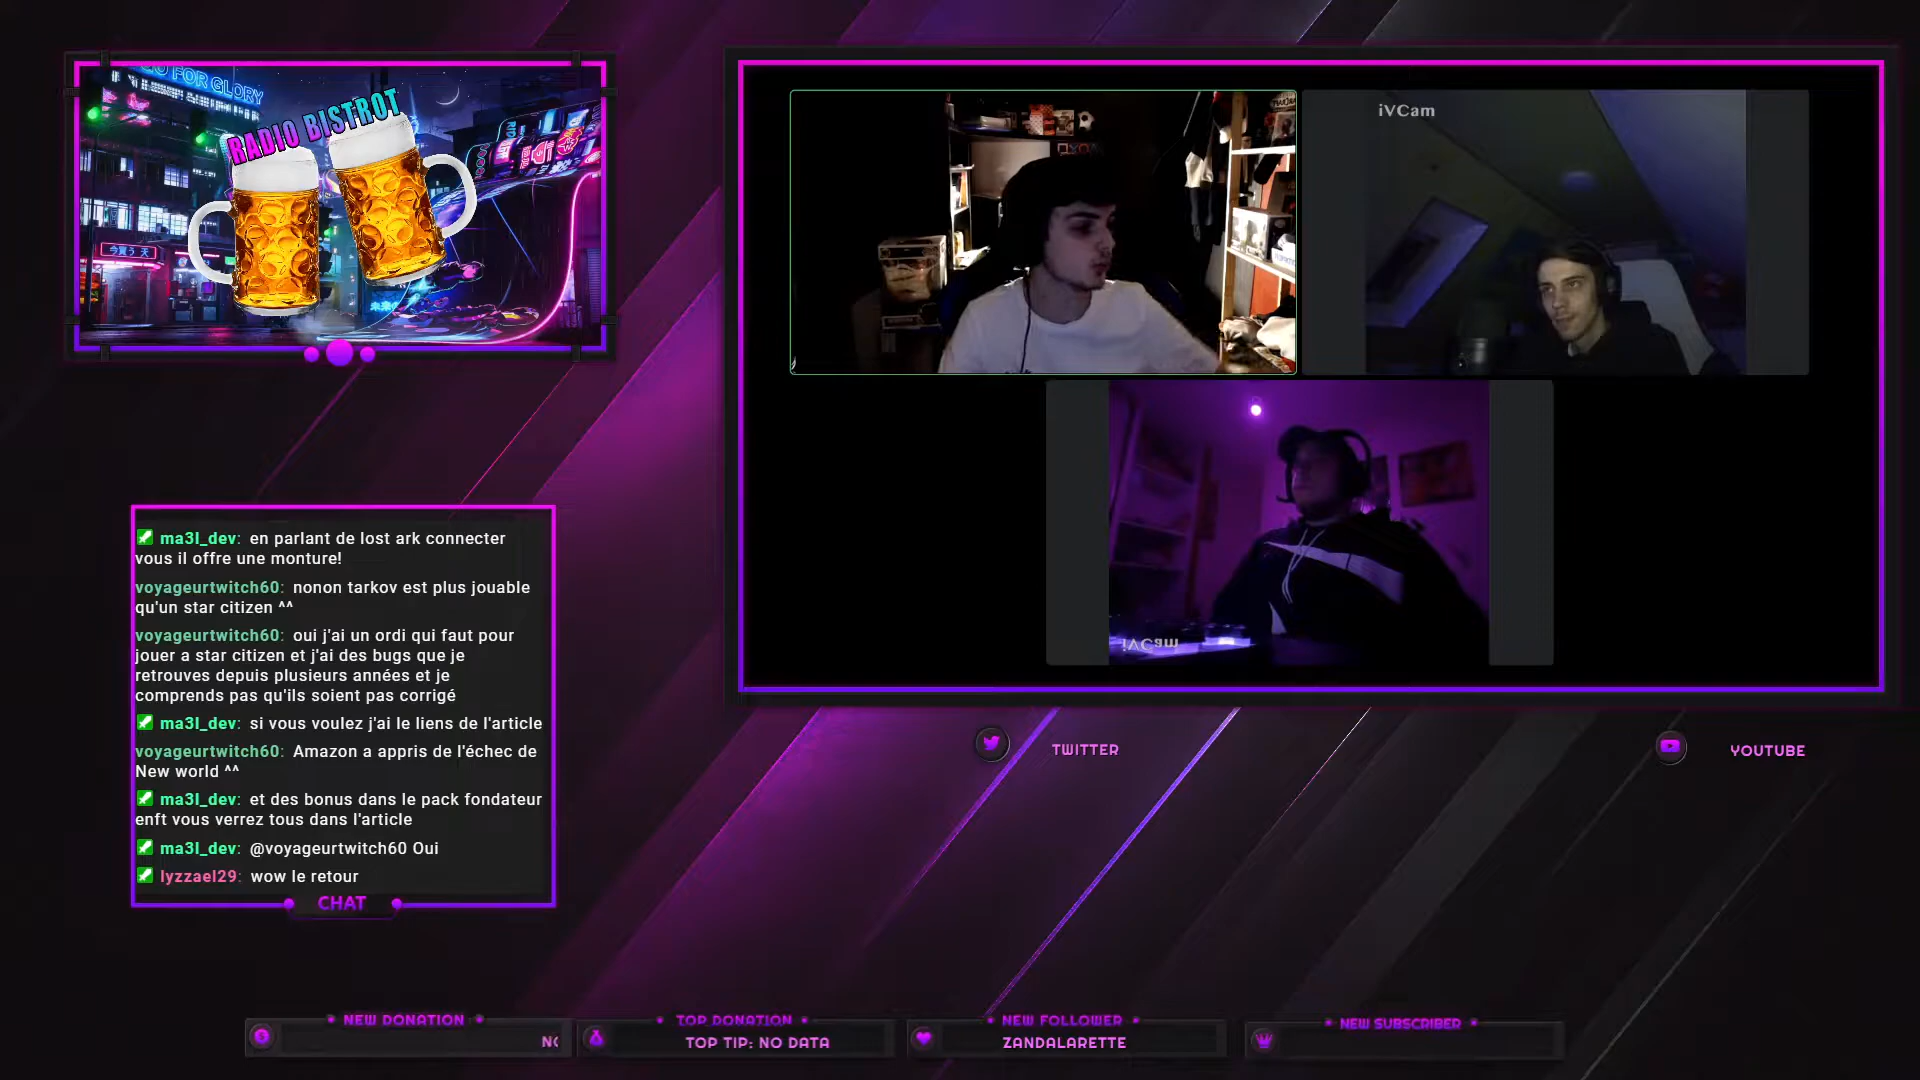 FOR GLORY
RADIO BISTROT
iVCam
iVCam
ma3l_dev: en parlant de lost ark connecter
vous il offre une monture!
voyageurtwitch60: nonon tarkov est plus jouable
qu'un star citizen ^^
voyageurtwitch60: oui j'ai un ordi qui faut pour
jouer a star citizen et j'ai des bugs que je
retrouves depuis plusieurs années et je
comprends pas qu'ils soient pas corrigé
ma3l_dev: si vous voulez j'ai le liens de l'article
voyageurtwitch60: Amazon a appris de l'échec de
New world ^^
ma3l_dev: et des bonus dans le pack fondateur
enft vous verrez tous dans l'article
ma3l_dev: @voyageurtwitch60 Oui
lyzzael29: wow le retour
CHAT
TWITTER
YOUTUBE
NEW DONATION
TOP DONATION
TOP TIP: NO DATA
NEW FOLLOWER
ZANDALARETTE
NEW SUBSCRIBER